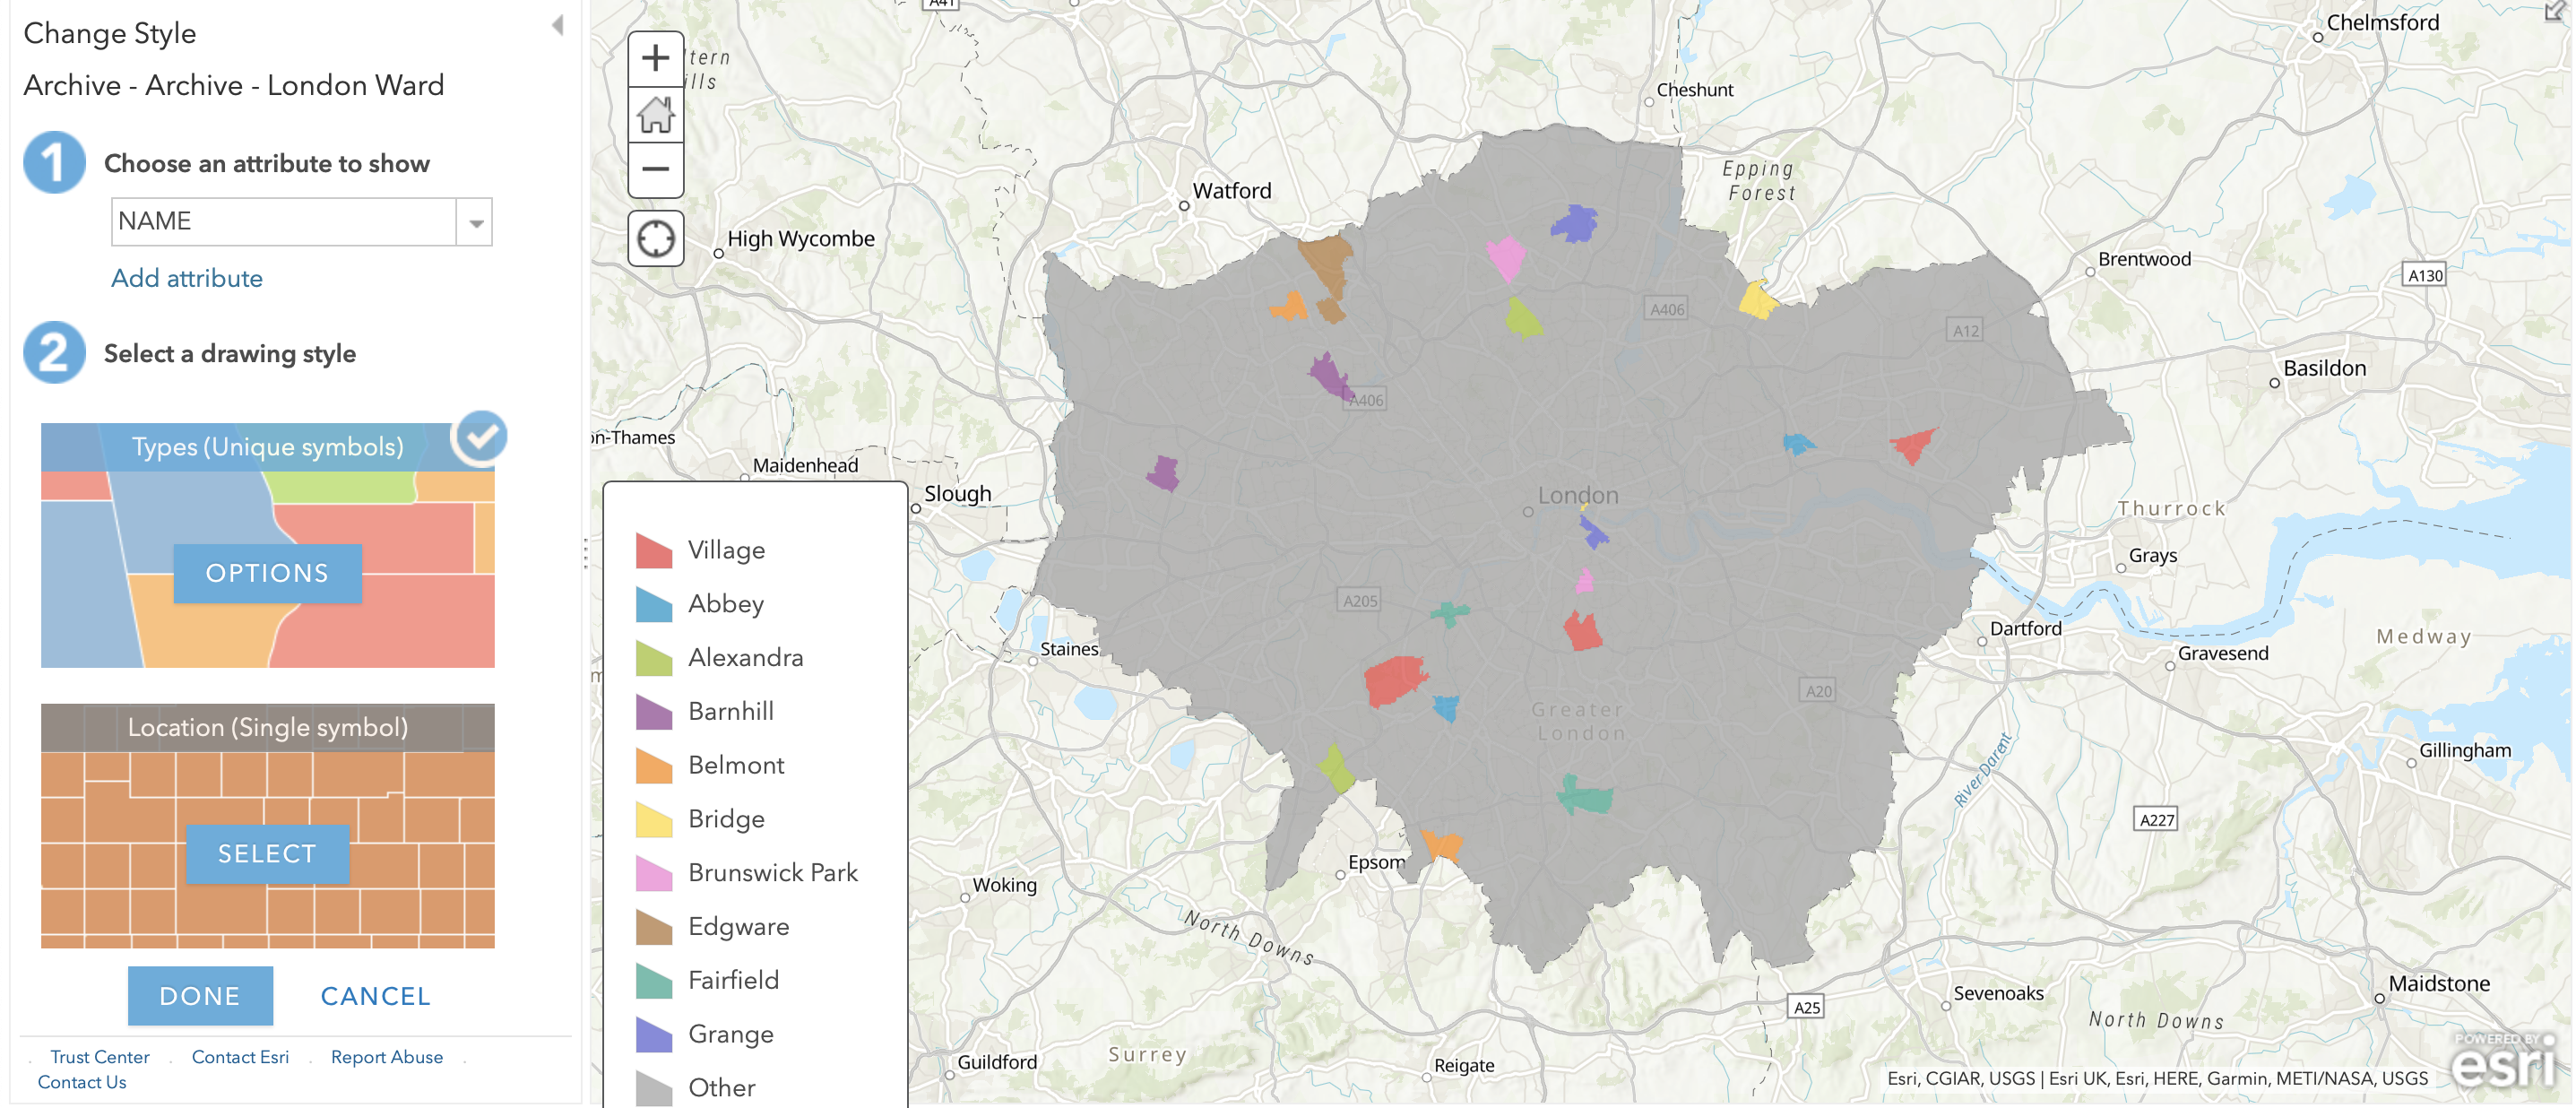 Change Style
Archive - Archive - London Ward
1
Choose an attribute to show
NAME
Add attribute
2
Select a drawing style
Types (Unique symbols)
OPTIONS
Location (Single symbol)
SELECT
DONE
CANCEL
Trust Center
Contact Esri
Report Abuse
Contact Us
+
−
tern
ills
A41
Chelmsford
Cheshunt
Epping
Forest
Watford
High Wycombe
Brentwood
A130
A406
A12
Basildon
A406
on-Thames
Maidenhead
Slough
London
Thurrock
Grays
A205
Dartford
Medway
Staines
Gravesend
A20
Greater
London
River Darent
Gillingham
A227
Epsom
Woking
North Downs
Maidstone
Sevenoaks
A25
North Downs
Surrey
Guildford
Reigate
Village
Abbey
Alexandra
Barnhill
Belmont
Bridge
Brunswick Park
Edgware
Fairfield
Grange
Other
POWERED BY
esri
Esri, CGIAR, USGS | Esri UK, Esri, HERE, Garmin, METI/NASA, USGS